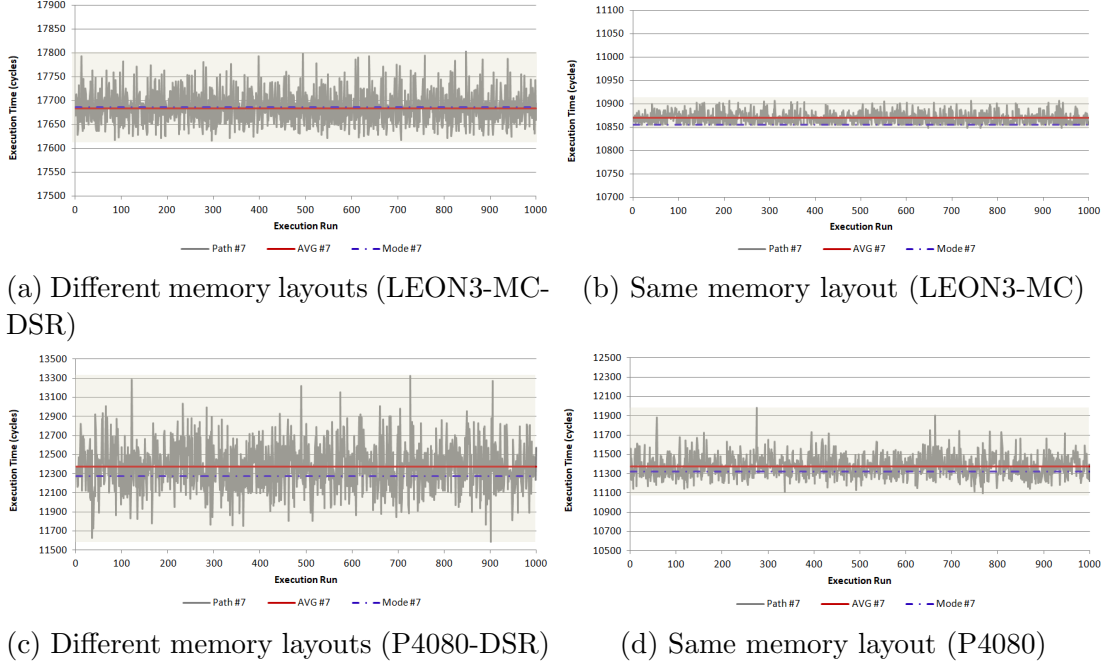 17900
17850
17800
17750
17700
17650
17600
17550
17500
Execution Time (cycles)
0 100 200 300 400 500 600 700 800 900 1000
Execution Run
Path #7 AVG #7 Mode #7
11100
11050
11000
10950
10900
10850
10800
10750
10700
Execution Time (cycles)
0 100 200 300 400 500 600 700 800 900 1000
Execution Run
Path #7 AVG #7 Mode #7
(a) Different memory layouts (LEON3-MC-
DSR)
(b) Same memory layout (LEON3-MC)
13500
13300
13100
12900
12700
12500
12300
12100
11900
11700
11500
Execution Time (cycles)
0 100 200 300 400 500 600 700 800 900 1000
Execution Run
Path #7 AVG #7 Mode #7
12500
12300
12100
11900
11700
11500
11300
11100
10900
10700
10500
Execution Time (cycles)
0 100 200 300 400 500 600 700 800 900 1000
Execution Run
Path #7 AVG #7 Mode #7
(c) Different memory layouts (P4080-DSR)
(d) Same memory layout (P4080)